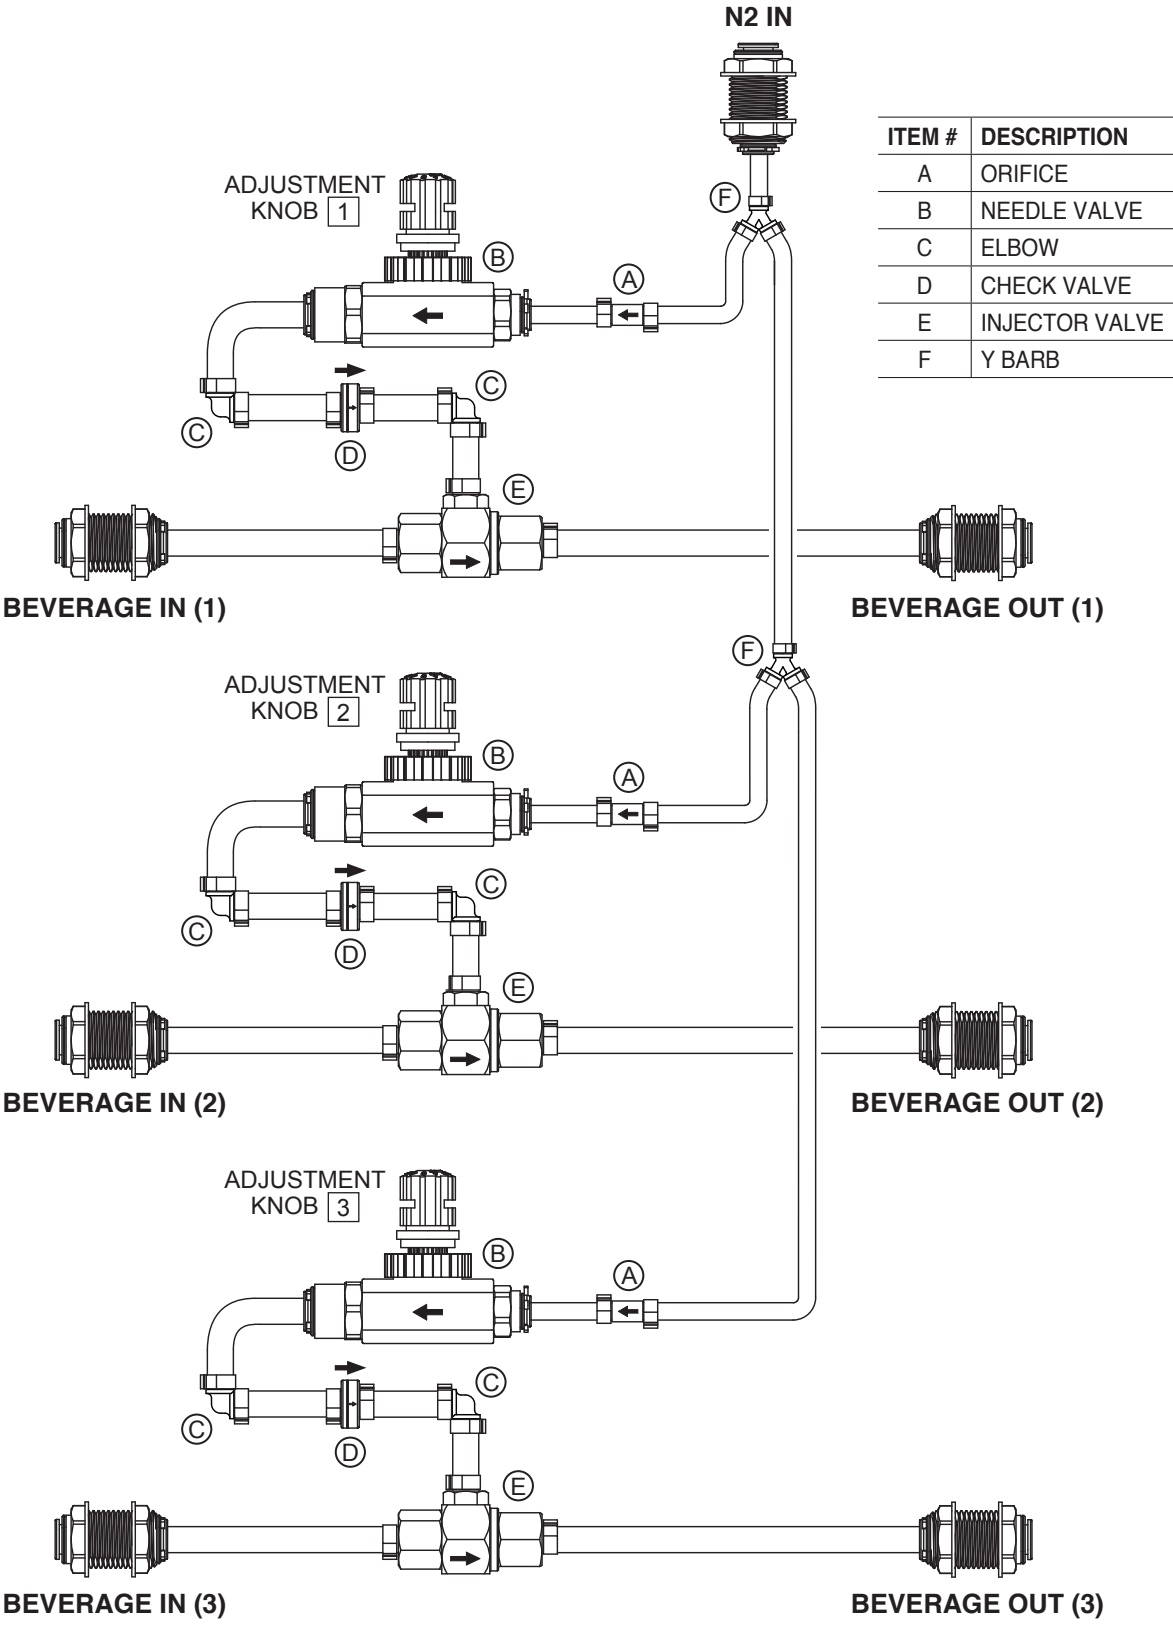 N2 IN
ITEM # DESCRIPTION
A ORIFICE
B NEEDLE VALVE
C ELBOW
D CHECK VALVE
E INJECTOR VALVE
F Y BARB
F
ADJUSTMENT
KNOB 1
B
A
C
C
D
E
BEVERAGE IN (1)
BEVERAGE OUT (1)
F
ADJUSTMENT
KNOB 2
B
A
C
C
D
E
BEVERAGE IN (2)
BEVERAGE OUT (2)
ADJUSTMENT
KNOB 3
B
A
C
C
D
E
BEVERAGE IN (3)
BEVERAGE OUT (3)